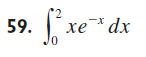 59. ∫₀² xe⁻ˣ dx